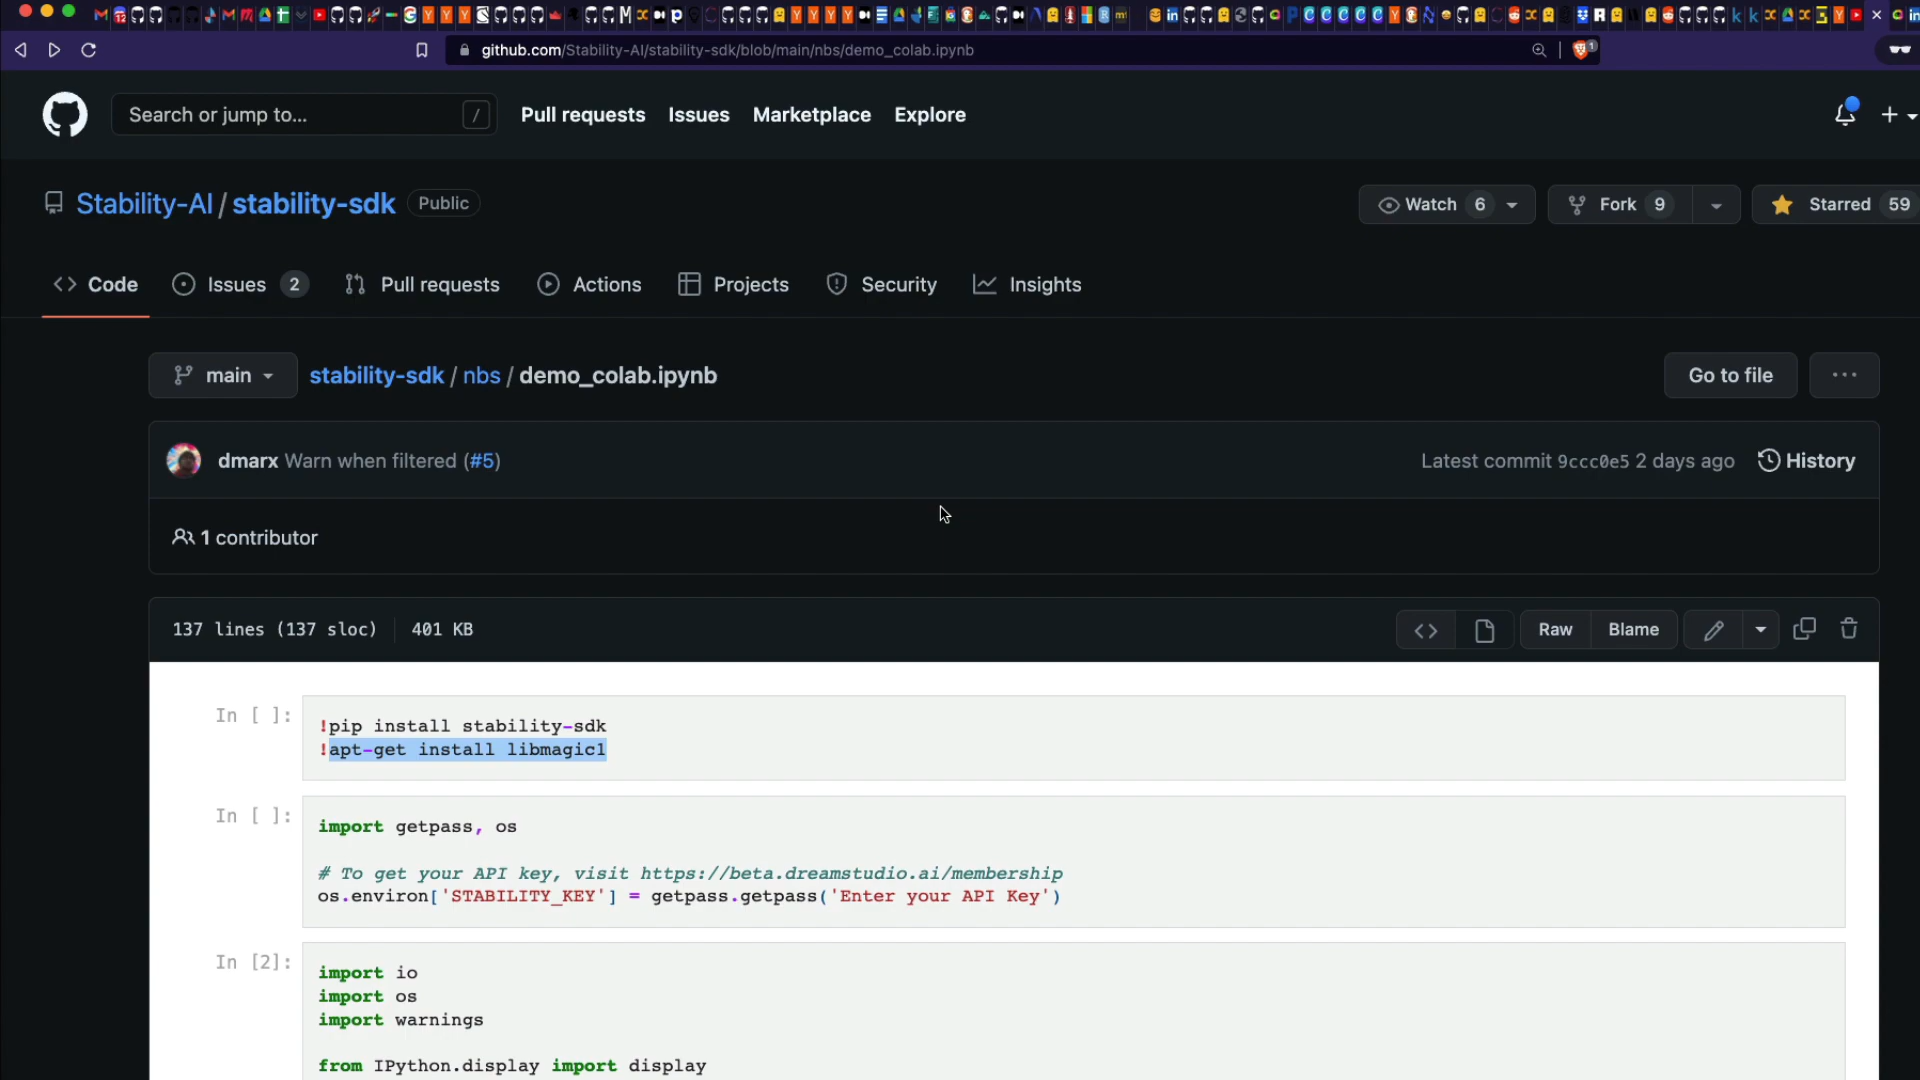 github.com/Stability-AI/stability-sdk/blob/main/nbs/demo_colab.ipynb
1
Search or jump to...
/
Pull requests
Issues
Marketplace
Explore
Stability-AI / stability-sdk
Public
Watch 6
Fork 9
Starred 59
Code
Issues 2
Pull requests
Actions
Projects
Security
Insights
main
stability-sdk / nbs / demo_colab.ipynb
Go to file
...
dmarx Warn when filtered (#5)
Latest commit 9ccc0e5 2 days ago
History
1 contributor
137 lines (137 sloc)
401 KB
Raw
Blame
In [ ]:
!pip install stability-sdk
!apt-get install libmagic1
In [ ]:
import getpass, os
# To get your API key, visit https://beta.dreamstudio.ai/membership
os.environ['STABILITY_KEY'] = getpass.getpass('Enter your API Key')
In [2]:
import io
import os
import warnings
from IPython.display import display